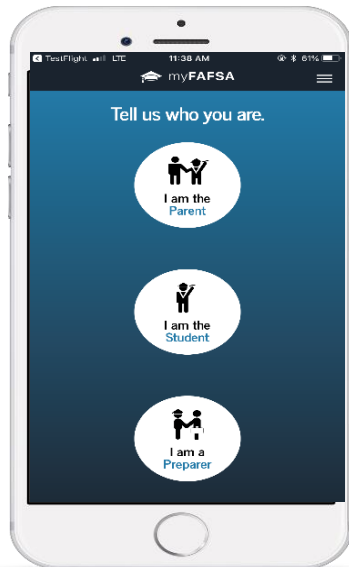 TestFlight LTE 11:38 AM 61%
myFAFSA
Tell us who you are.
I am the
Parent
I am the
Student
I am a
Preparer